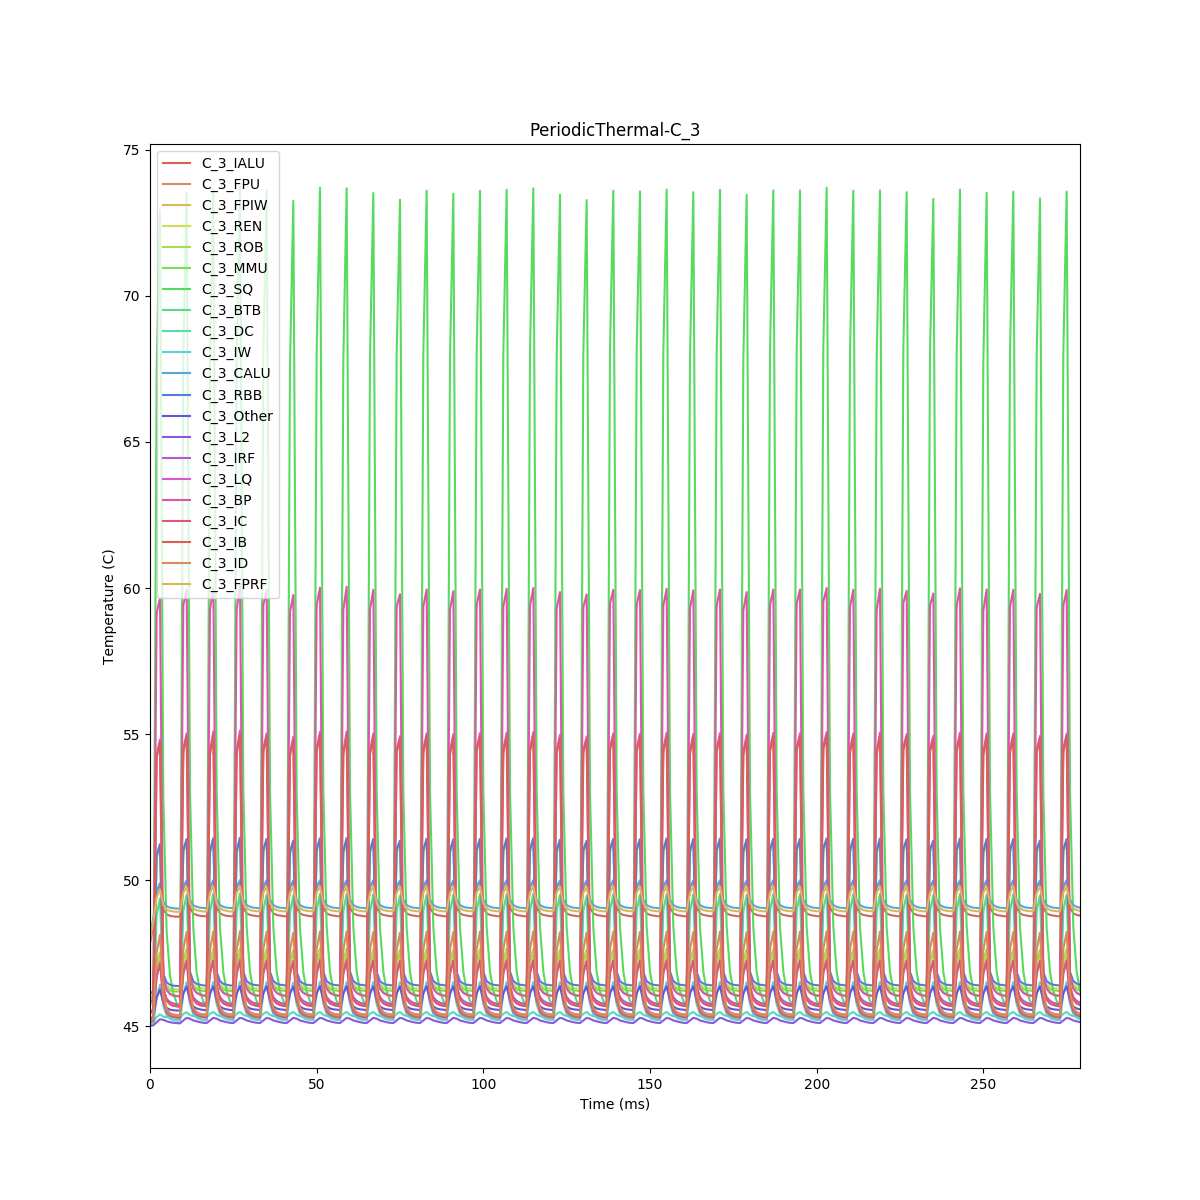 PeriodicThermal-C_3
75
70
65
60
55
50
45
Temperature (C)
C_3_IALU
C_3_FPU
C_3_FPIW
C_3_REN
C_3_ROB
C_3_MMU
C_3_SQ
C_3_BTB
C_3_DC
C_3_IW
C_3_CALU
C_3_RBB
C_3_Other
C_3_L2
C_3_IRF
C_3_LQ
C_3_BP
C_3_IC
C_3_IB
C_3_ID
C_3_FPRF
0 50 100 150 200 250
Time (ms)